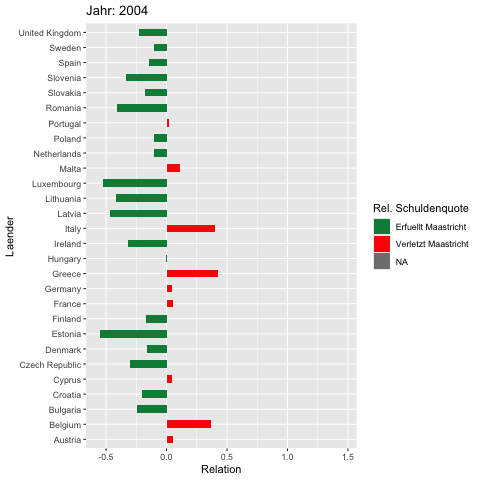 Jahr: 2004
United Kingdom
Sweden
Spain
Slovenia
Slovakia
Romania
Portugal
Poland
Netherlands
Malta
Luxembourg
Lithuania
Latvia
Italy
Ireland
Hungary
Greece
Germany
France
Finland
Estonia
Denmark
Czech Republic
Cyprus
Croatia
Bulgaria
Belgium
Austria
Laender
-0.5 0.0 0.5 1.0 1.5
Relation
Rel. Schuldenquote
Erfuellt Maastricht
Verletzt Maastricht
NA